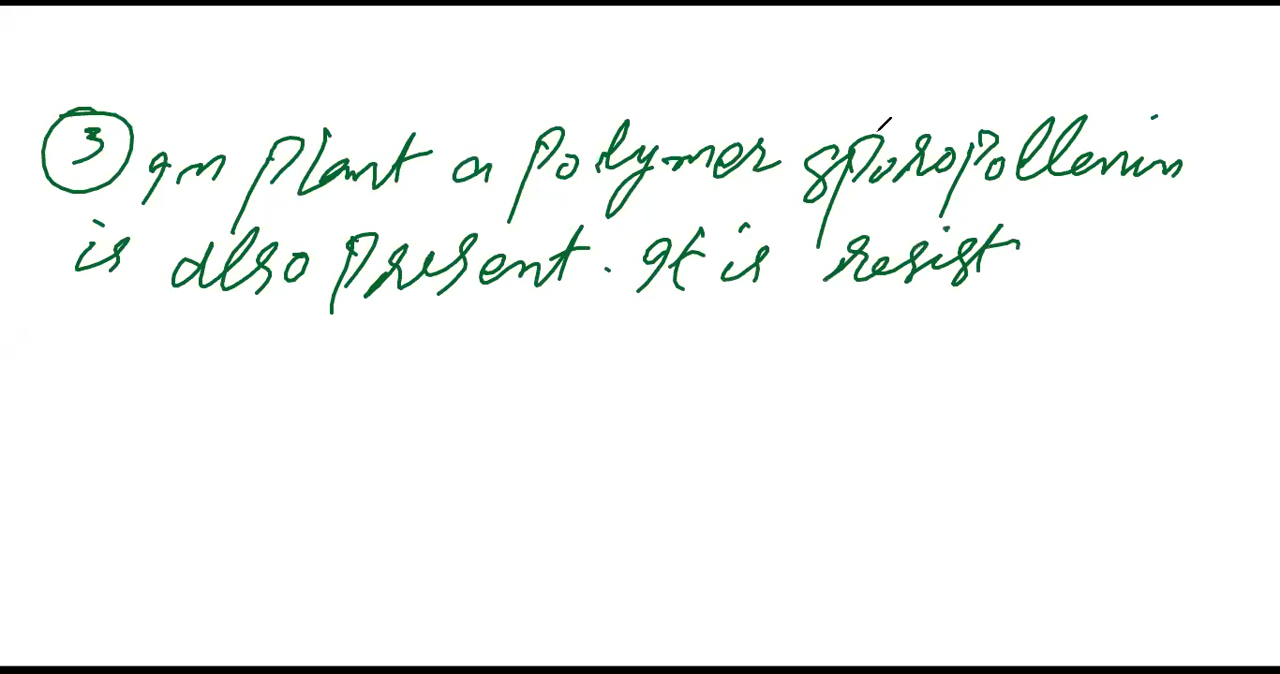 ③ In Plant a Polymer sporopollenin
is also Present. It is resist